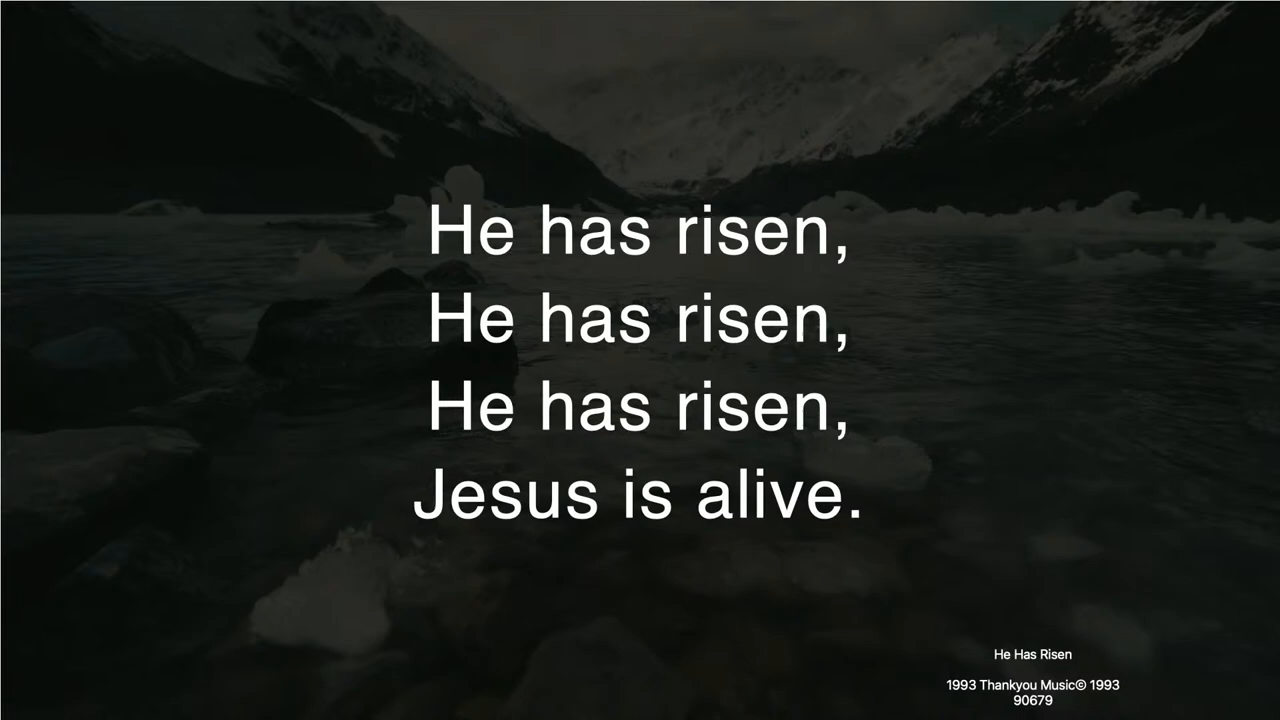 He has risen,
He has risen,
He has risen,
Jesus is alive.
He Has Risen
1993 Thankyou Music© 1993
90679